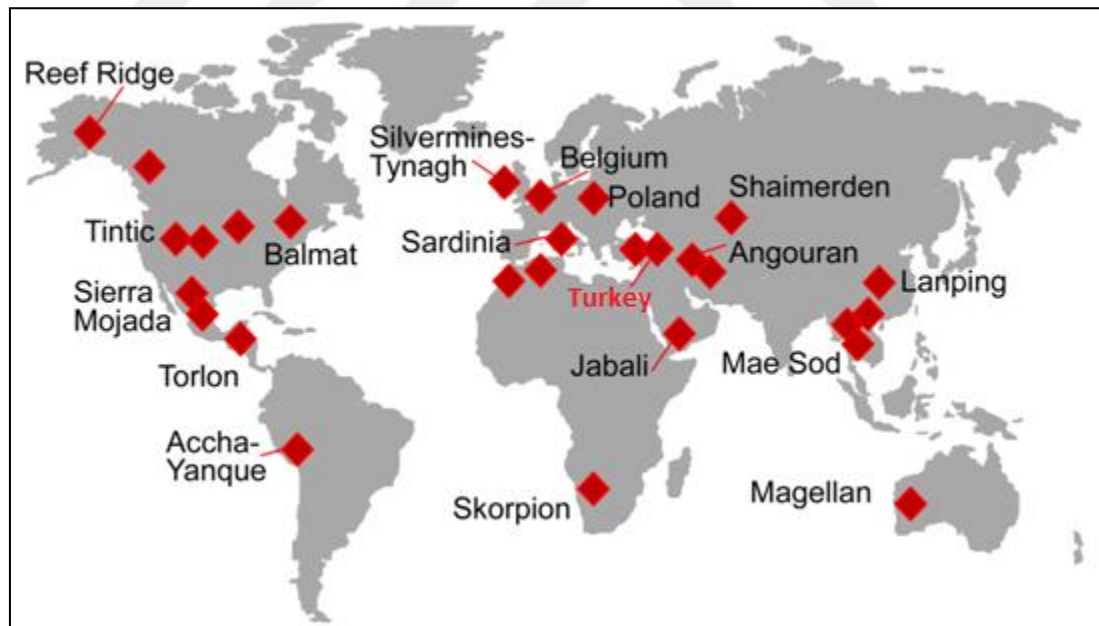 Reef Ridge
Silvermines-
Tynagh
Belgium
Poland
Shaimerden
Tintic
Balmat
Sardinia
Angouran
Lanping
Sierra
Mojada
Turkey
Torlon
Jabali
Mae Sod
Accha-
Yanque
Skorpion
Magellan